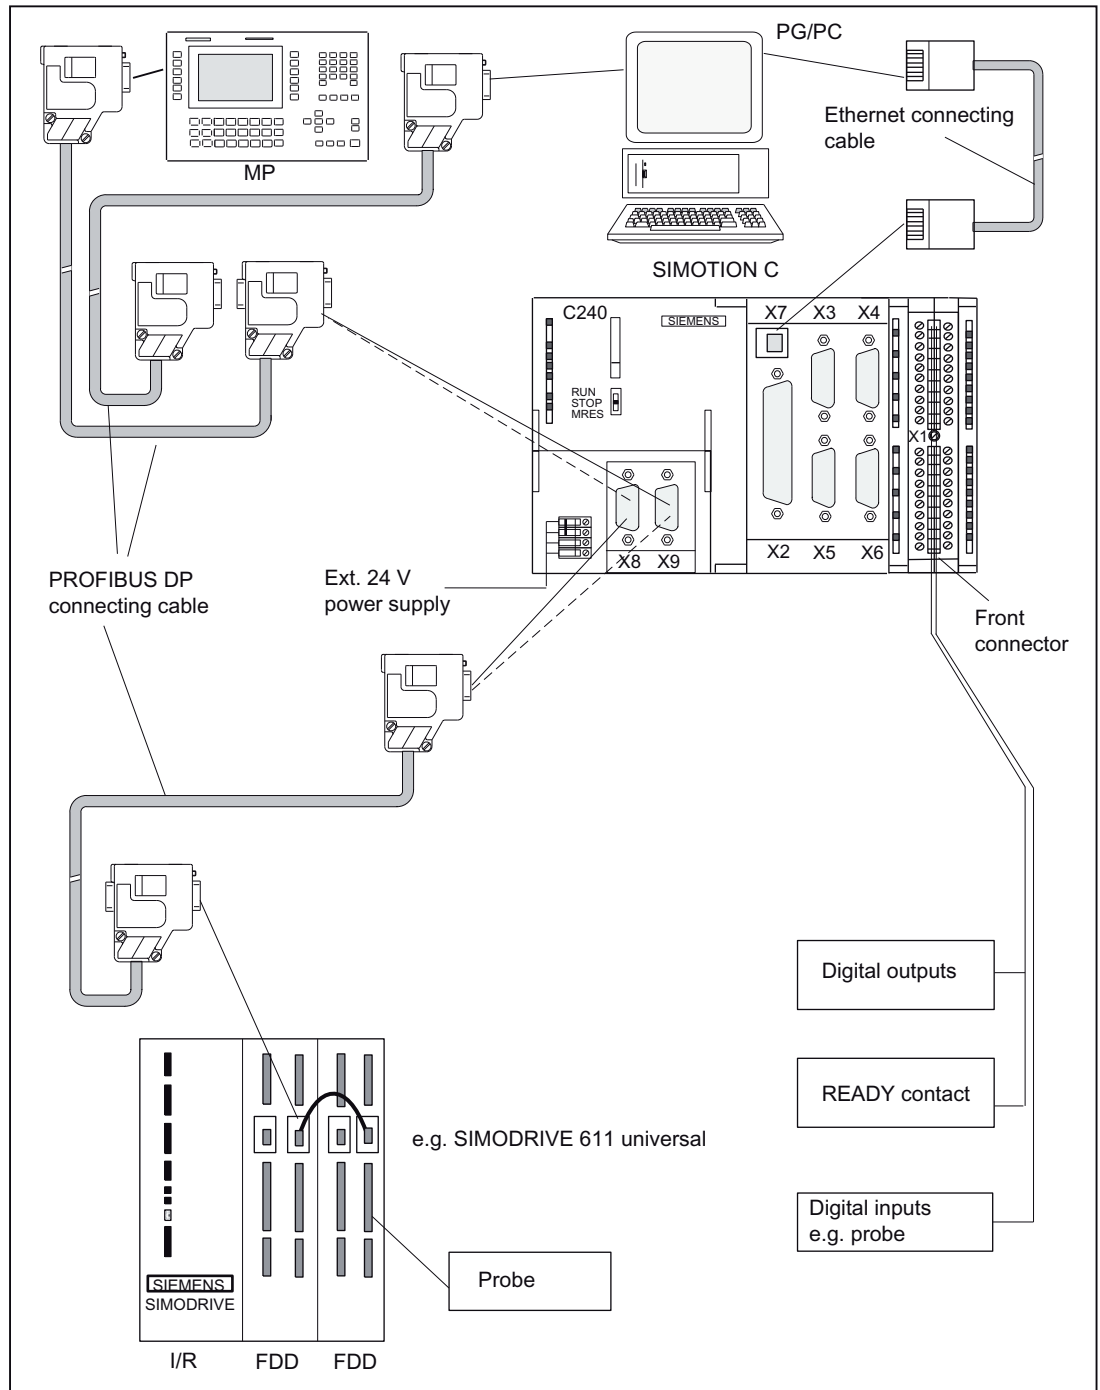 PG/PC
Ethernet connecting
cable
MP
SIMOTION C
C240
SIEMENS
X7
X3
X4
RUN
STOP
MRES
X1
X8
X9
X2
X5
X6
PROFIBUS DP
connecting cable
Ext. 24 V
power supply
Front
connector
Digital outputs
READY contact
e.g. SIMODRIVE 611 universal
Digital inputs
e.g. probe
Probe
SIEMENS
SIMODRIVE
I/R
FDD
FDD